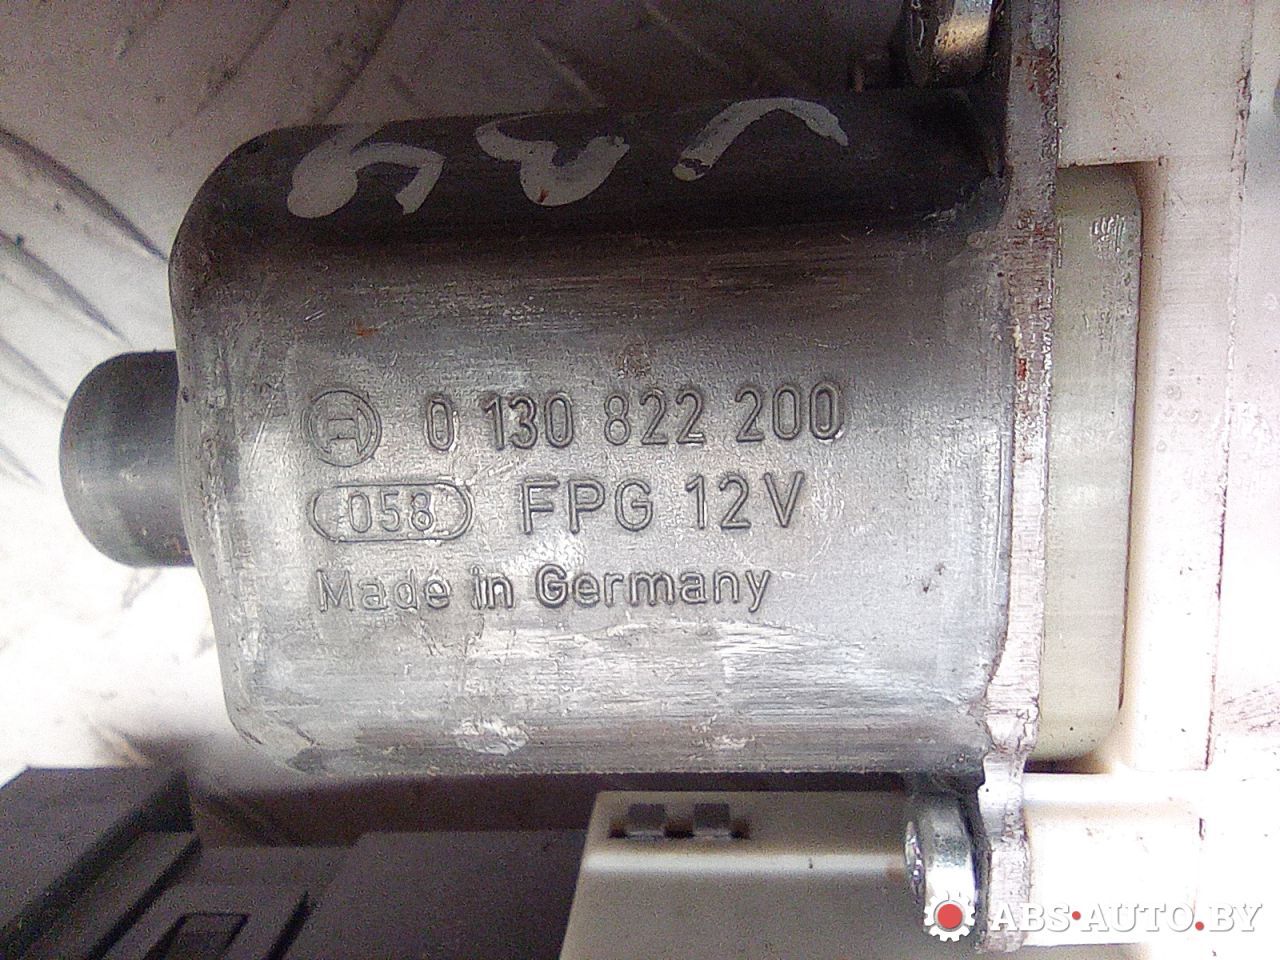 0 130 822 200
058 FPG 12V
Made in Germany
ABS-AUTO.BY